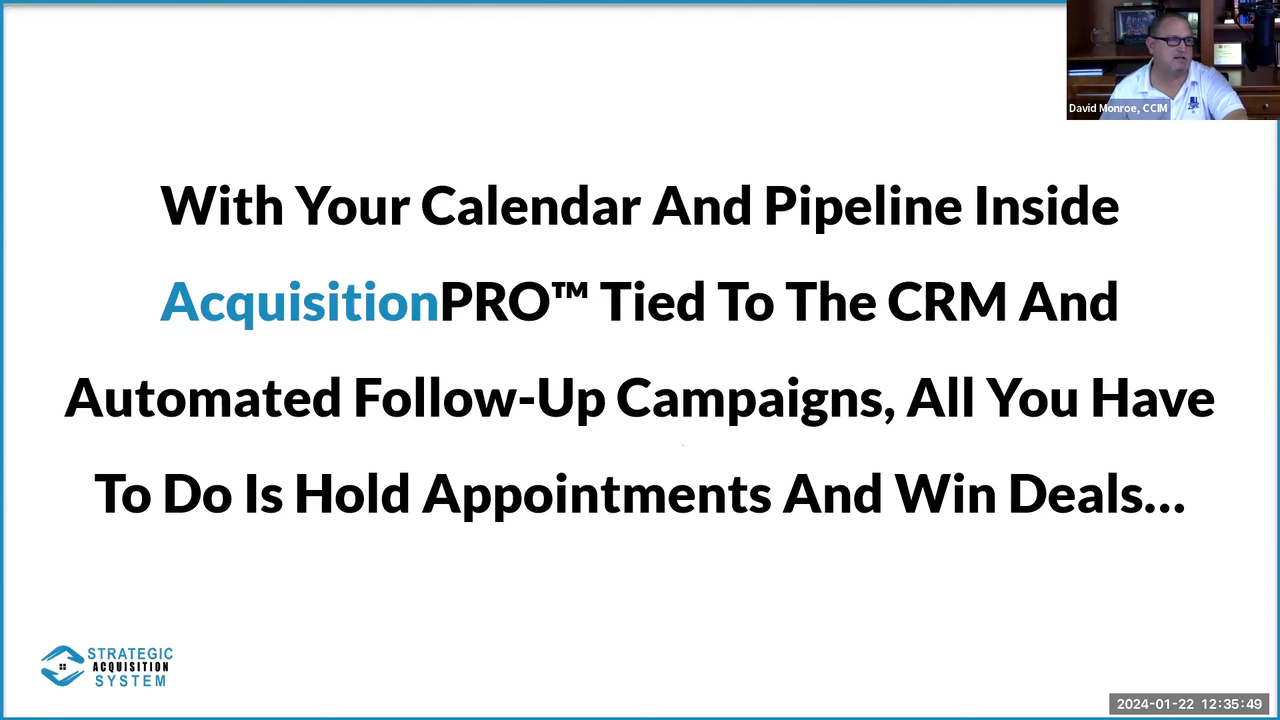 David Monroe, CCIM
With Your Calendar And Pipeline Inside
AcquisitionPRO™ Tied To The CRM And
Automated Follow-Up Campaigns, All You Have
To Do Is Hold Appointments And Win Deals...
STRATEGIC
ACQUISITION
SYSTEM
2024-01-22 12:35:49